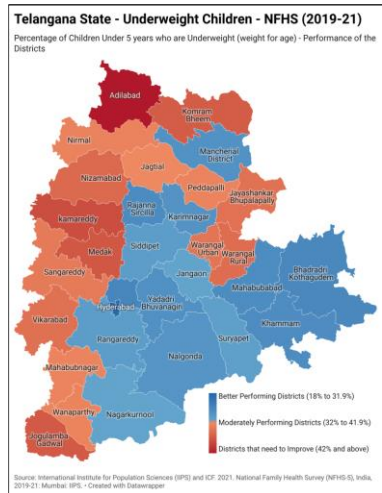 Telangana State - Underweight Children - NFHS (2019-21)
Percentage of Children Under 5 years who are Underweight (weight for age) - Performance of the
Districts
Adilabad
Komram
Bheem
Nirmal
Mancherial
District
Jagtial
Nizamabad
Peddapalli
Jayashankar
Bhupalapally
Rajanna
Sircilla
Karimnagar
Kamareddy
Siddipet
Warangal
Urban
Warangal
Rural
Medak
Jangaon
Sangareddy
Mahabubabad
Bhadradri
Kothagudem
Hyderabad
Yadadri
Bhuvanagiri
Vikarabad
Khammam
Rangareddy
Suryapet
Nalgonda
Mahabubnagar
Wanaparthy
Nagarkurnool
Jogulamba
Gadwal
Better Performing Districts (18% to 31.9%)
Moderately Performing Districts (32% to 41.9%)
Districts that need to Improve (42% and above)
Source: International Institute for Population Sciences (IIPS) and ICF. 2021. National Family Health Survey (NFHS-5), India,
2019-21: Mumbai: IIPS. • Created with Datawrapper